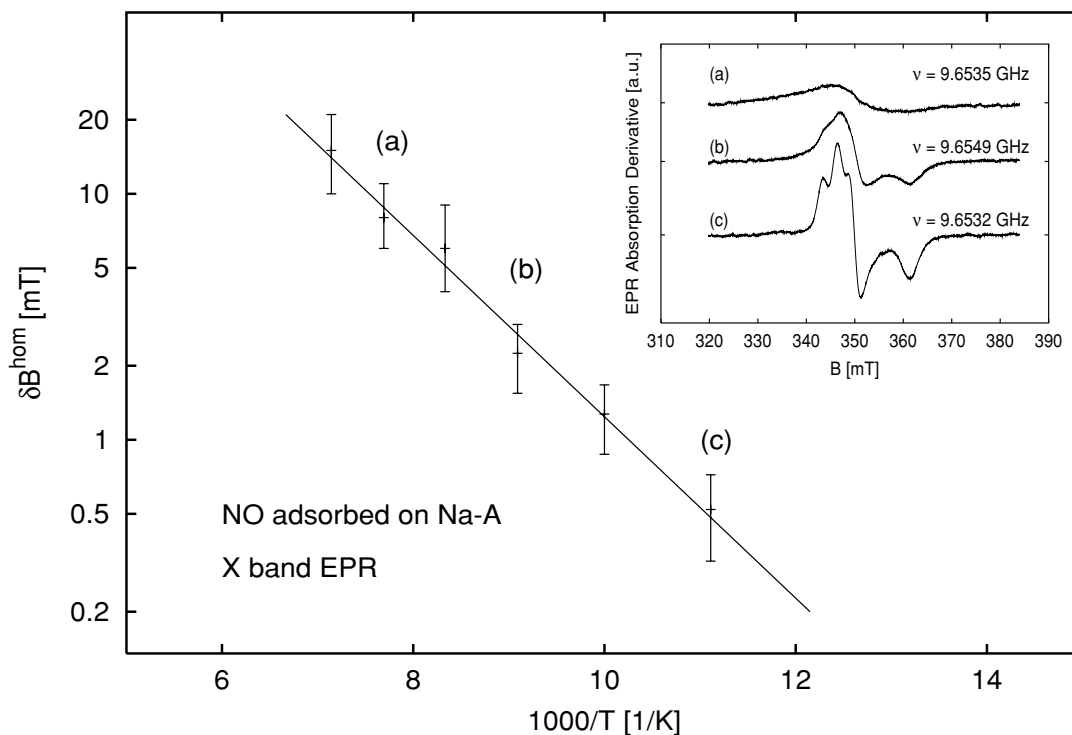 20
10
5
2
1
0.5
0.2
δB^hom [mT]
6 8 10 12 14
1000/T [1/K]
(a)
(b)
(c)
NO adsorbed on Na-A
X band EPR
EPR Absorption Derivative [a.u.]
(a) ν = 9.6535 GHz
(b) ν = 9.6549 GHz
(c) ν = 9.6532 GHz
310 320 330 340 350 360 370 380 390
B [mT]